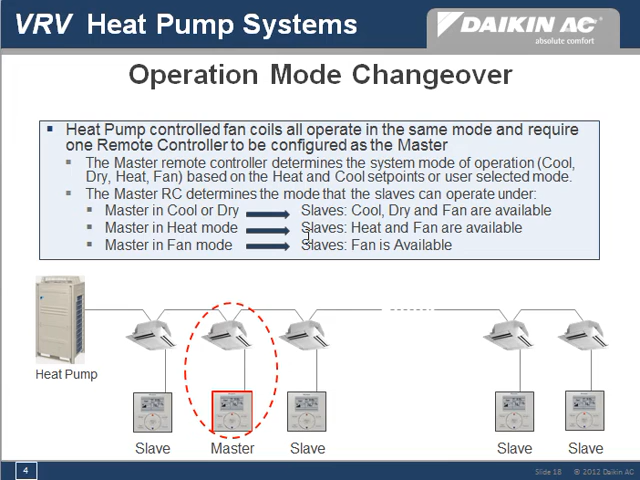 VRV Heat Pump Systems
DAIKIN AC
absolute comfort
Operation Mode Changeover
▪ Heat Pump controlled fan coils all operate in the same mode and require
one Remote Controller to be configured as the Master
▪ The Master remote controller determines the system mode of operation (Cool,
Dry, Heat, Fan) based on the Heat and Cool setpoints or user selected mode.
▪ The Master RC determines the mode that the slaves can operate under:
▪ Master in Cool or Dry Slaves: Cool, Dry and Fan are available
▪ Master in Heat mode Slaves: Heat and Fan are available
▪ Master in Fan mode Slaves: Fan is Available
Heat Pump
Slave Master Slave Slave Slave
4 Slide 18 © 2012 Daikin AC